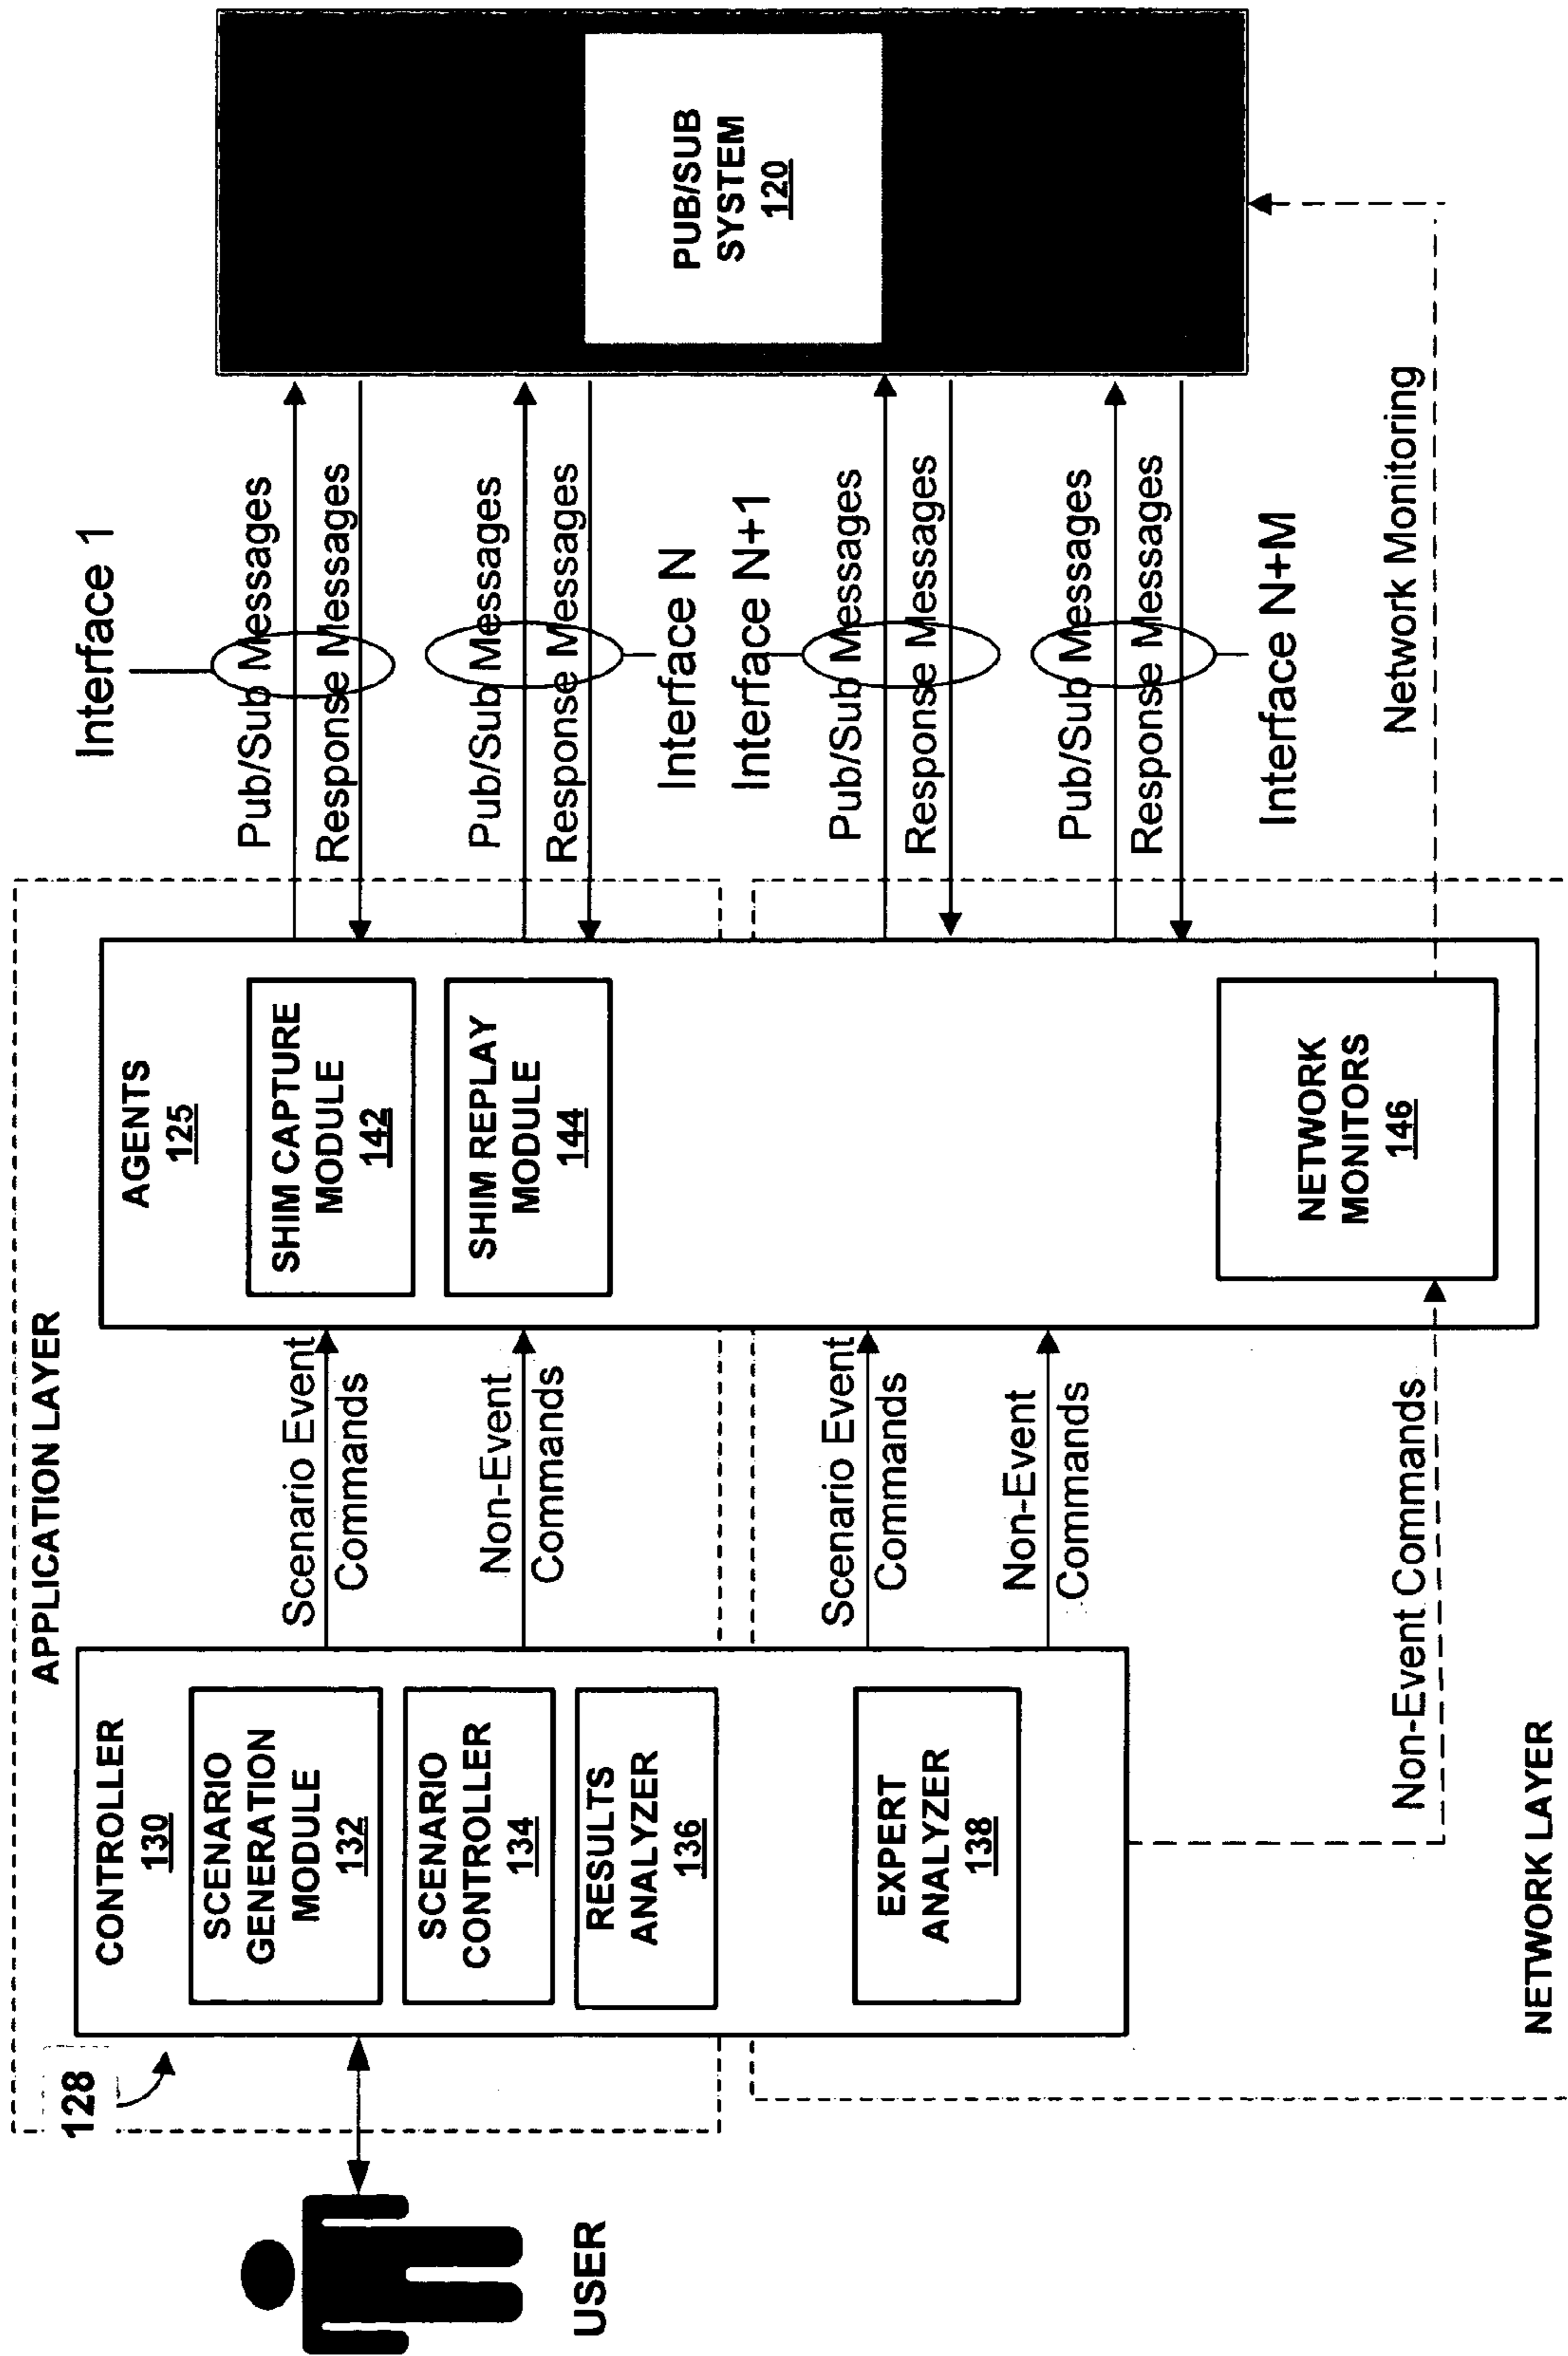 128
APPLICATION LAYER
USER
CONTROLLER
130
SCENARIO
GENERATION
MODULE
132
SCENARIO
CONTROLLER
134
RESULTS
ANALYZER
136
EXPERT
ANALYZER
138
Scenario Event
Commands
Non-Event
Commands
Scenario Event
Commands
Non-Event
Commands
Non-Event Commands
AGENTS
125
SHIM CAPTURE
MODULE
142
SHIM REPLAY
MODULE
144
NETWORK
MONITORS
146
Interface 1
Pub/Sub Messages
Response Messages
Pub/Sub Messages
Response Messages
Interface N
Interface N+1
Pub/Sub Messages
Response Messages
Pub/Sub Messages
Response Messages
Interface N+M
Network Monitoring
PUB/SUB
SYSTEM
120
NETWORK LAYER